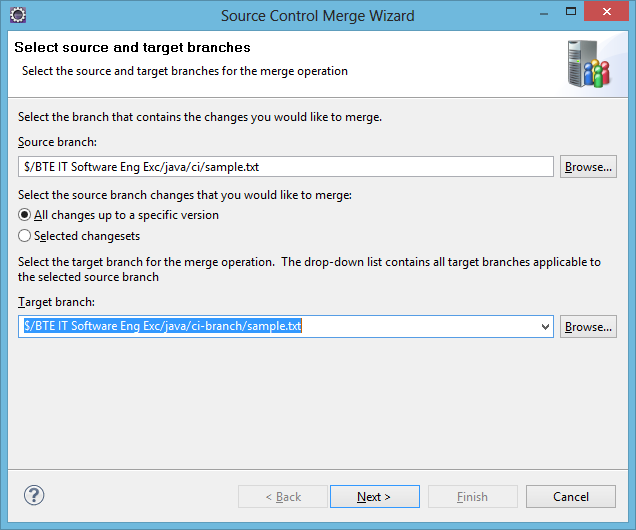 Source Control Merge Wizard
Select source and target branches
Select the source and target branches for the merge operation
Select the branch that contains the changes you would like to merge.
Source branch:
$/BTE IT Software Eng Exc/java/ci/sample.txt
Browse...
Select the source branch changes that you would like to merge:
All changes up to a specific version
Selected changesets
Select the target branch for the merge operation.  The drop-down list contains all target branches applicable to
the selected source branch
Target branch:
$/BTE IT Software Eng Exc/java/ci-branch/sample.txt
Browse...
?
< Back
Next >
Finish
Cancel